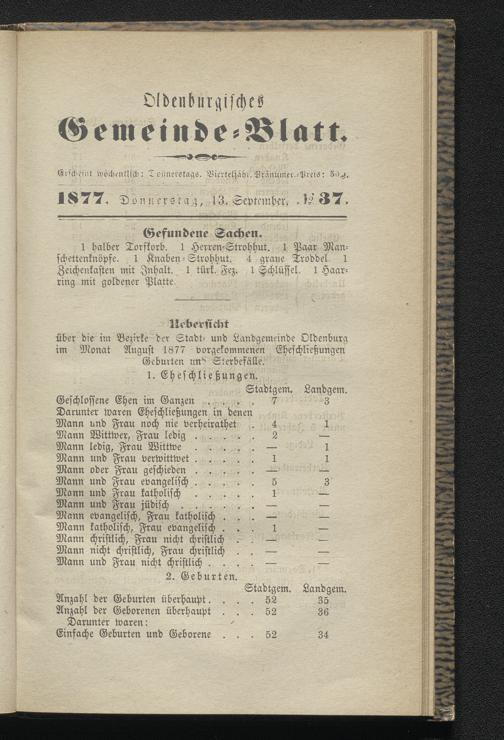 Oldenburgisches
Gemeinde-Blatt.
Erscheint wöchentlich: Donnerstags. Vierteljähr. Pränumer.-Preis:
1877. Donnerstag, 13. September. № 37.
Gefundene Sachen.
1 halber Torfkorb. 1 Herren-Strohhut. 1 Paar Man-
schettenknöpfe. 1 Knaben-Strohhut. 4 graue Troddel. 1
Zeichenkasten mit Inhalt. 1 türk. Fez. 1 Schlüssel. 1 Haar-
ring mit goldener Platte.
Uebersicht
über die im Bezirke der Stadt- und Landgemeinde Oldenburg
im Monat August 1877 vorgekommenen Eheschließungen
Geburten und Sterbefälle.
1. Eheschließungen.
Stadtgem. Landgem.
Geschlossene Ehen im Ganzen . . . . 7 3
Darunter waren Eheschließungen in denen
Mann und Frau noch nie verheirathet 4 1
Mann Wittwer, Frau ledig . . . . . 2 —
Mann ledig, Frau Wittwe . . . . — 1
Mann und Frau verwittwet . . . . 1 1
Mann oder Frau geschieden . . . . — —
Mann und Frau evangelisch . . . . 5 3
Mann und Frau katholisch . . . . 1 —
Mann und Frau jüdisch . . . . — —
Mann evangelisch, Frau katholisch . . . — —
Mann katholisch, Frau evangelisch . . . 1 —
Mann christlich, Frau nicht christlich . . — —
Mann nicht christlich, Frau christlich . . — —
Mann und Frau nicht christlich . . . . — —
2. Geburten.
Stadtgem. Landgem.
Anzahl der Geburten überhaupt . . . . 52 35
Anzahl der Geborenen überhaupt . . . 52 36
Darunter waren:
Einfache Geburten und Geborene . . . 52 34